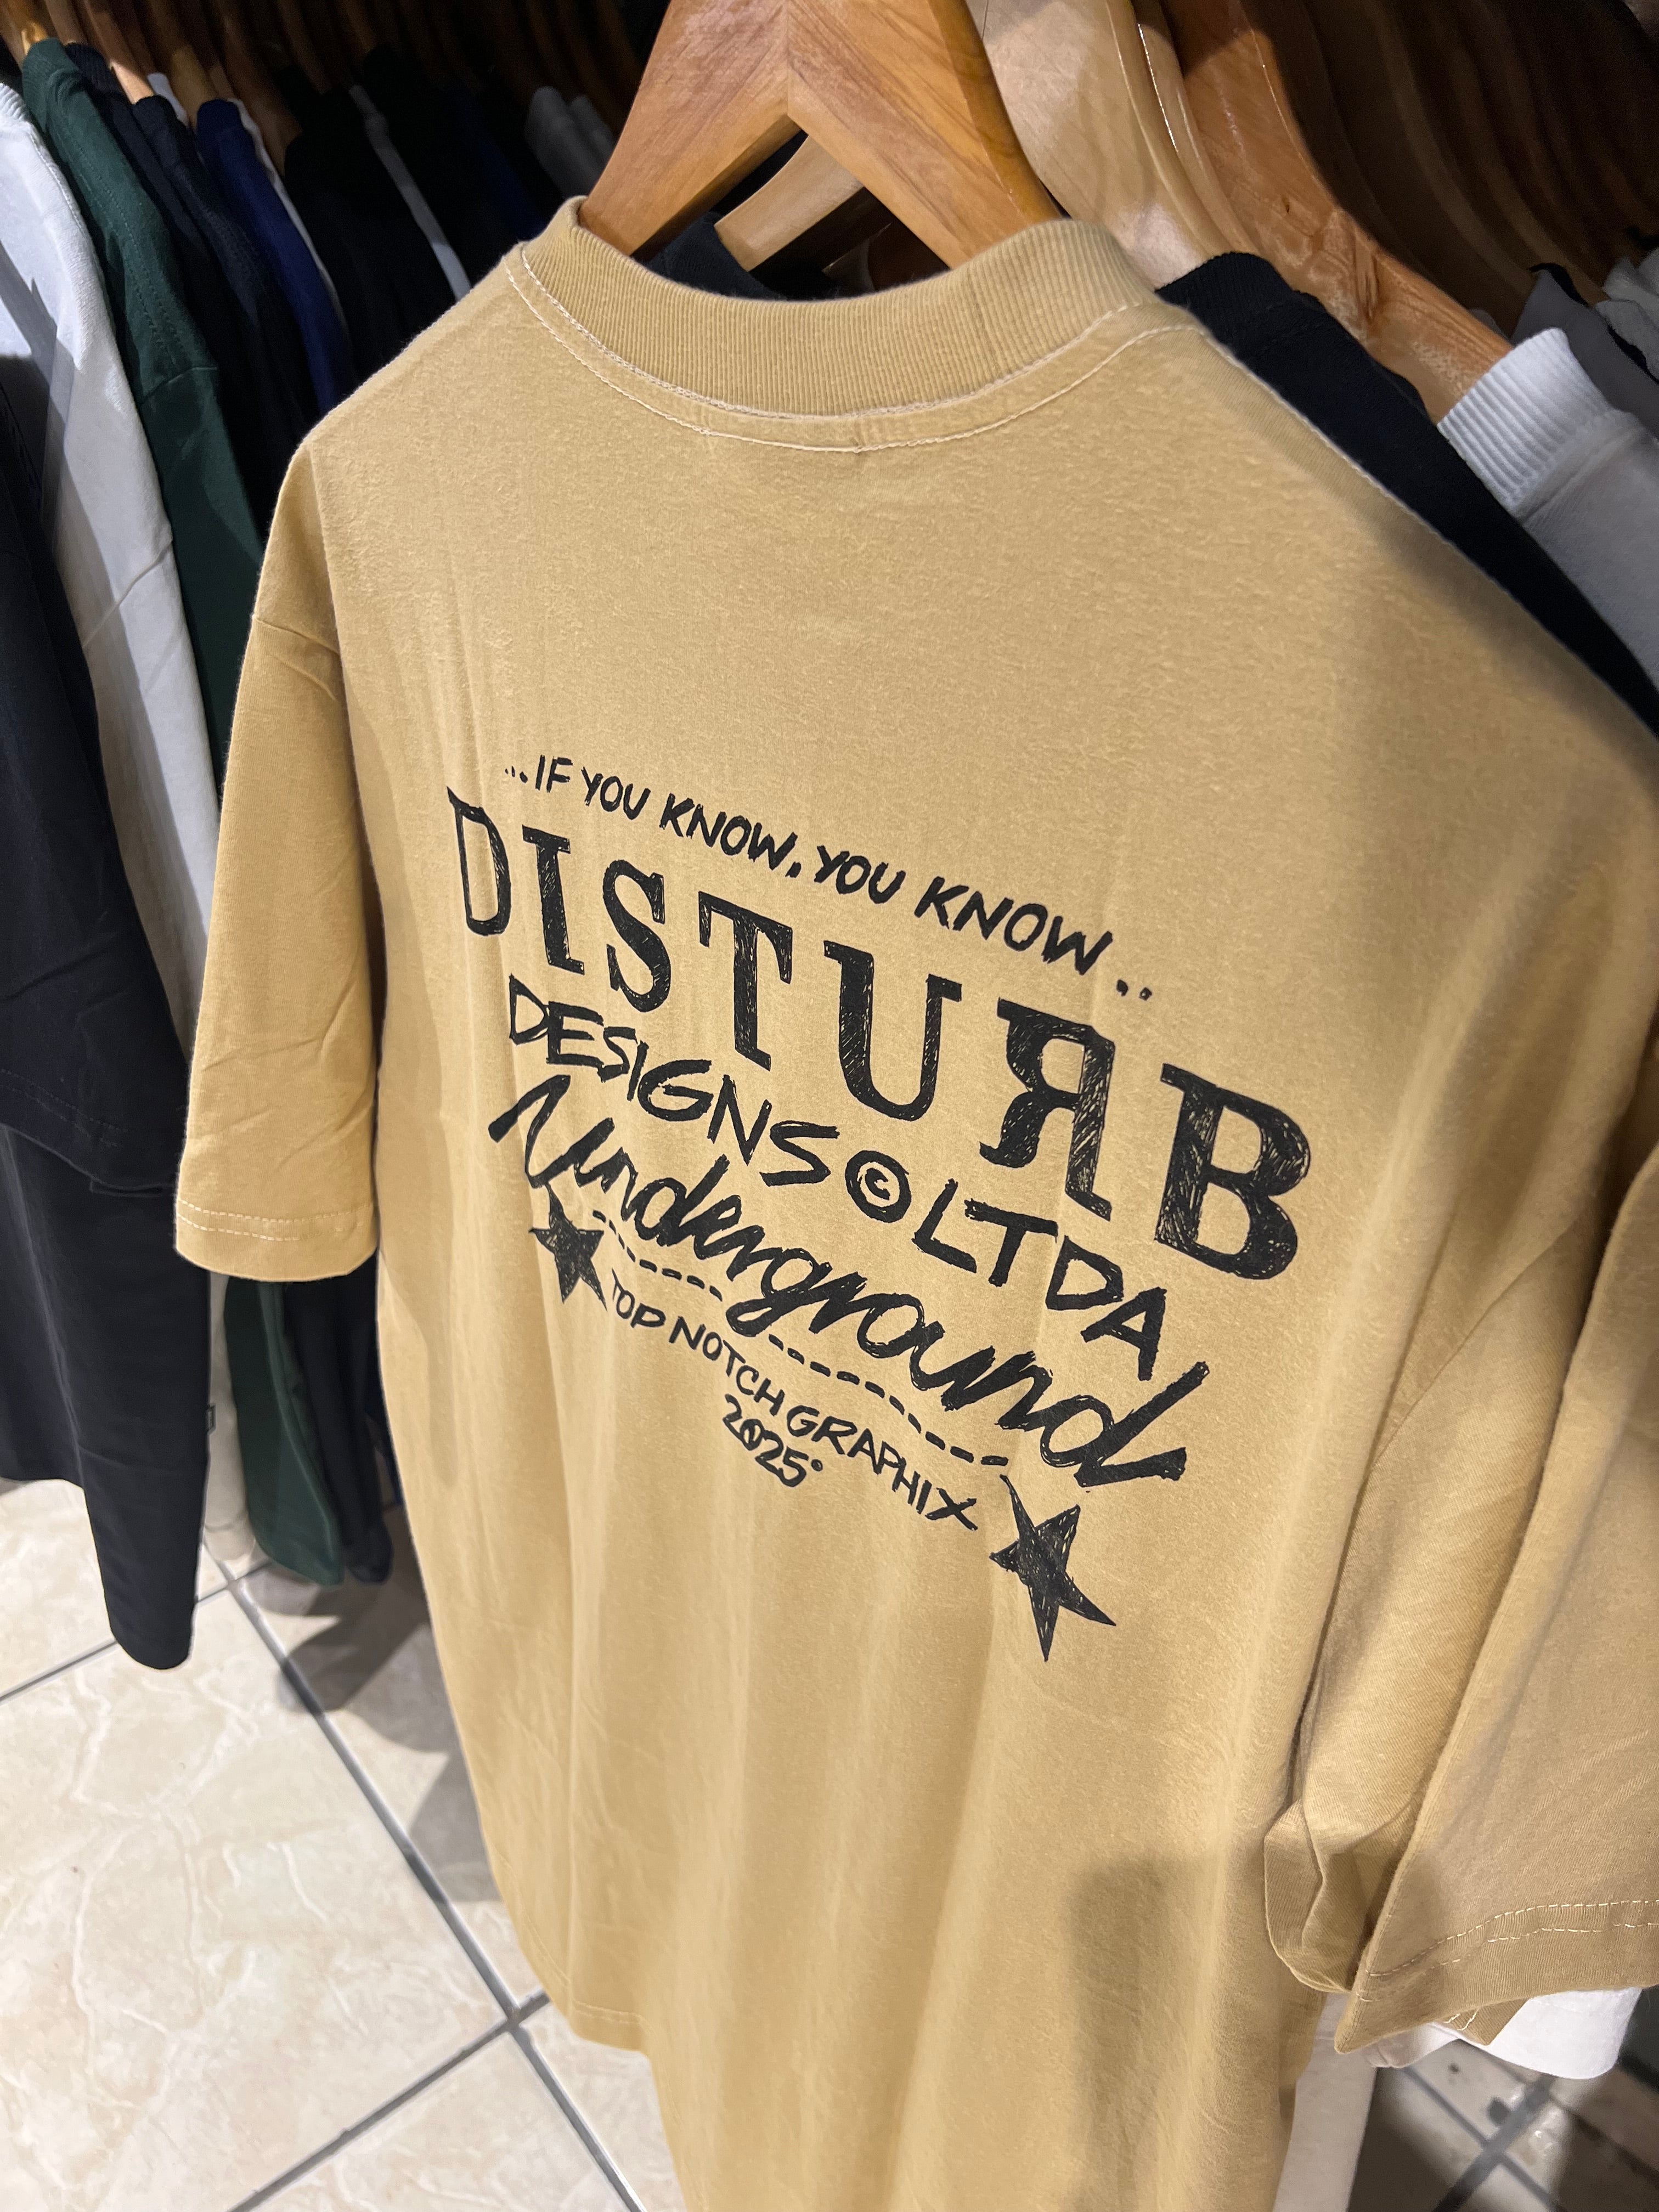 ...IF YOU KNOW, YOU KNOW..
DISTURB
DESIGNS © LTDA
Underground
TOP NOTCH GRAPHIX
2025°